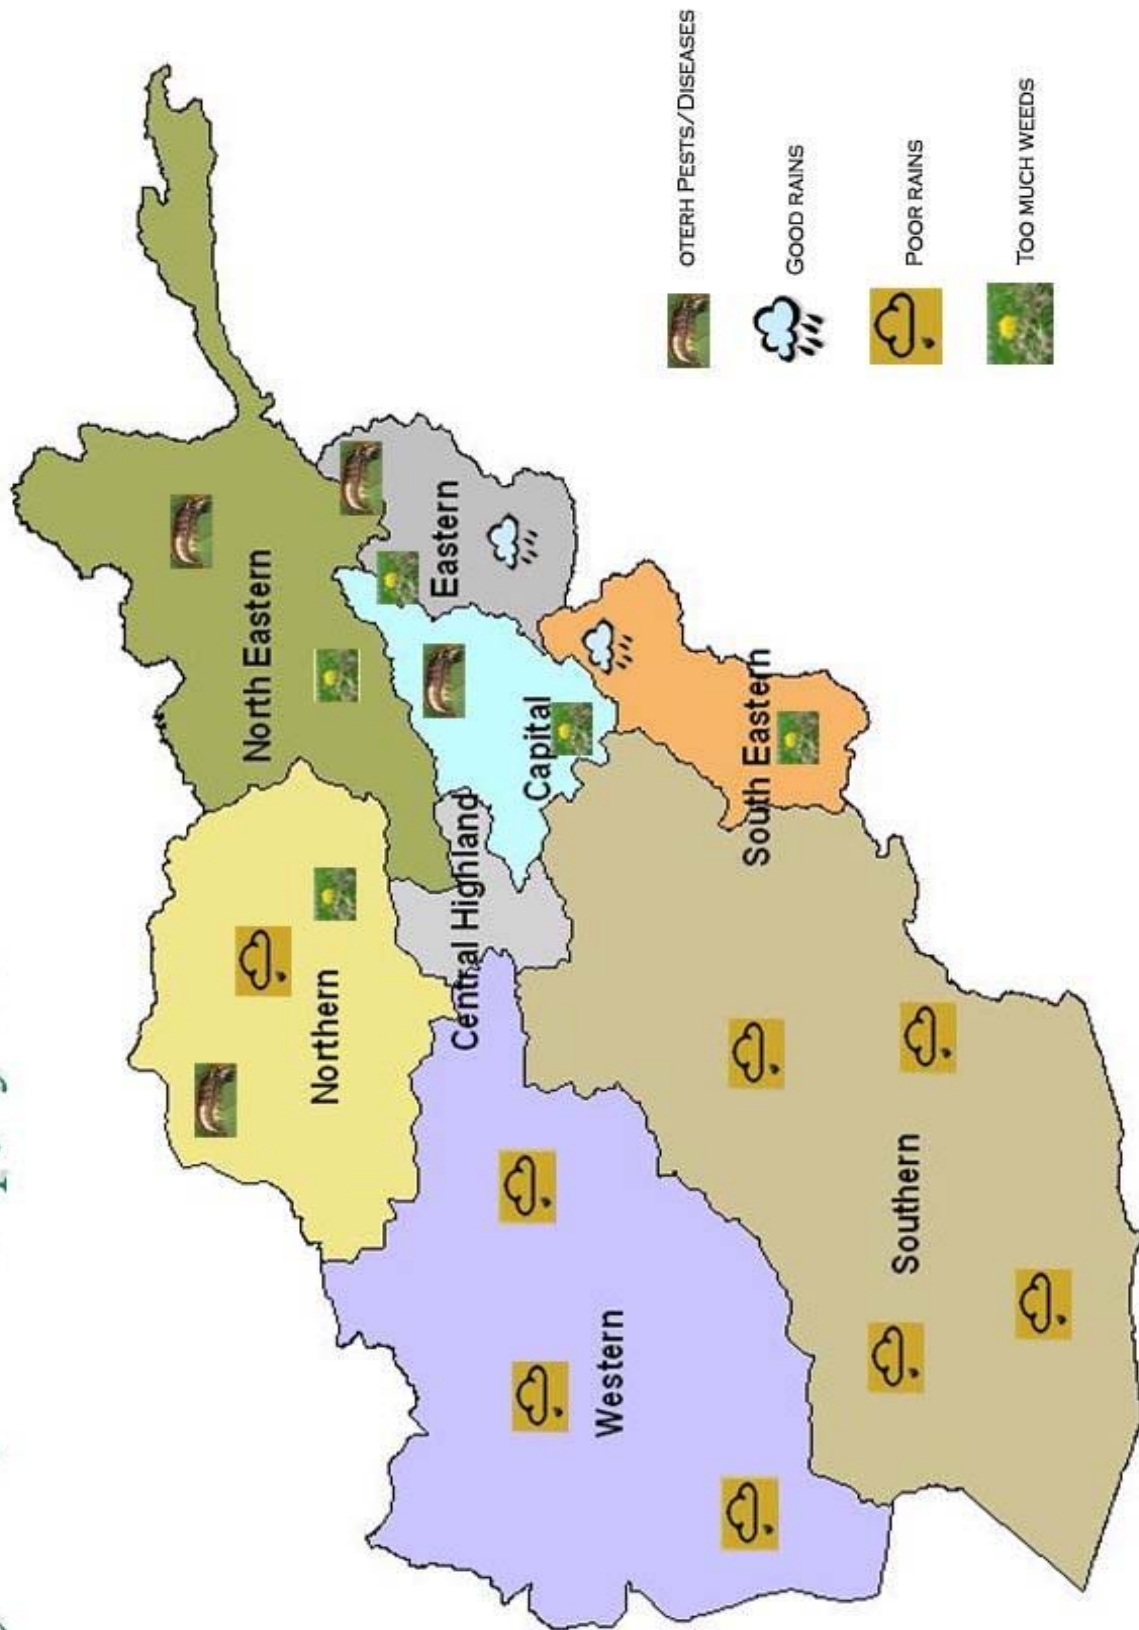 North Eastern
Northern
Eastern
Capital
Central Highland
South Eastern
Western
Southern
OTERH PESTS/DISEASES
GOOD RAINS
POOR RAINS
TOO MUCH WEEDS